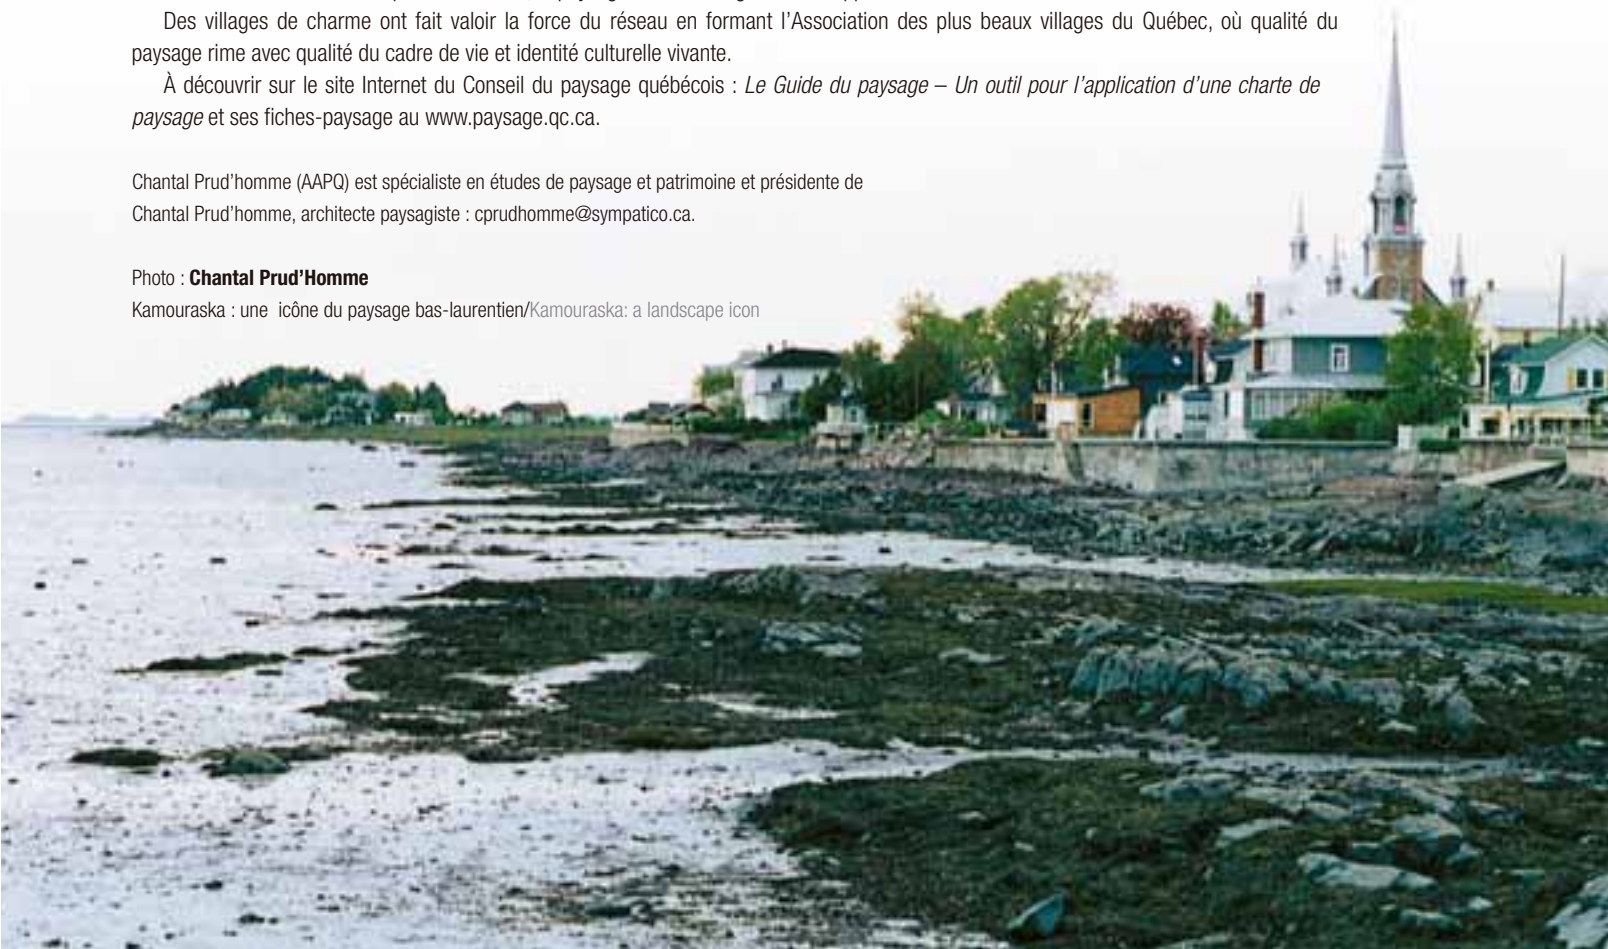 Des villages de charme ont fait valoir la force du réseau en formant l'Association des plus beaux villages du Québec, où qualité du
paysage rime avec qualité du cadre de vie et identité culturelle vivante.
À découvrir sur le site Internet du Conseil du paysage québécois : Le Guide du paysage – Un outil pour l'application d'une charte de
paysage et ses fiches-paysage au www.paysage.qc.ca.
Chantal Prud'homme (AAPQ) est spécialiste en études de paysage et patrimoine et présidente de
Chantal Prud'homme, architecte paysagiste : cprudhomme@sympatico.ca.
Photo : Chantal Prud'Homme
Kamouraska : une icône du paysage bas-laurentien/Kamouraska: a landscape icon